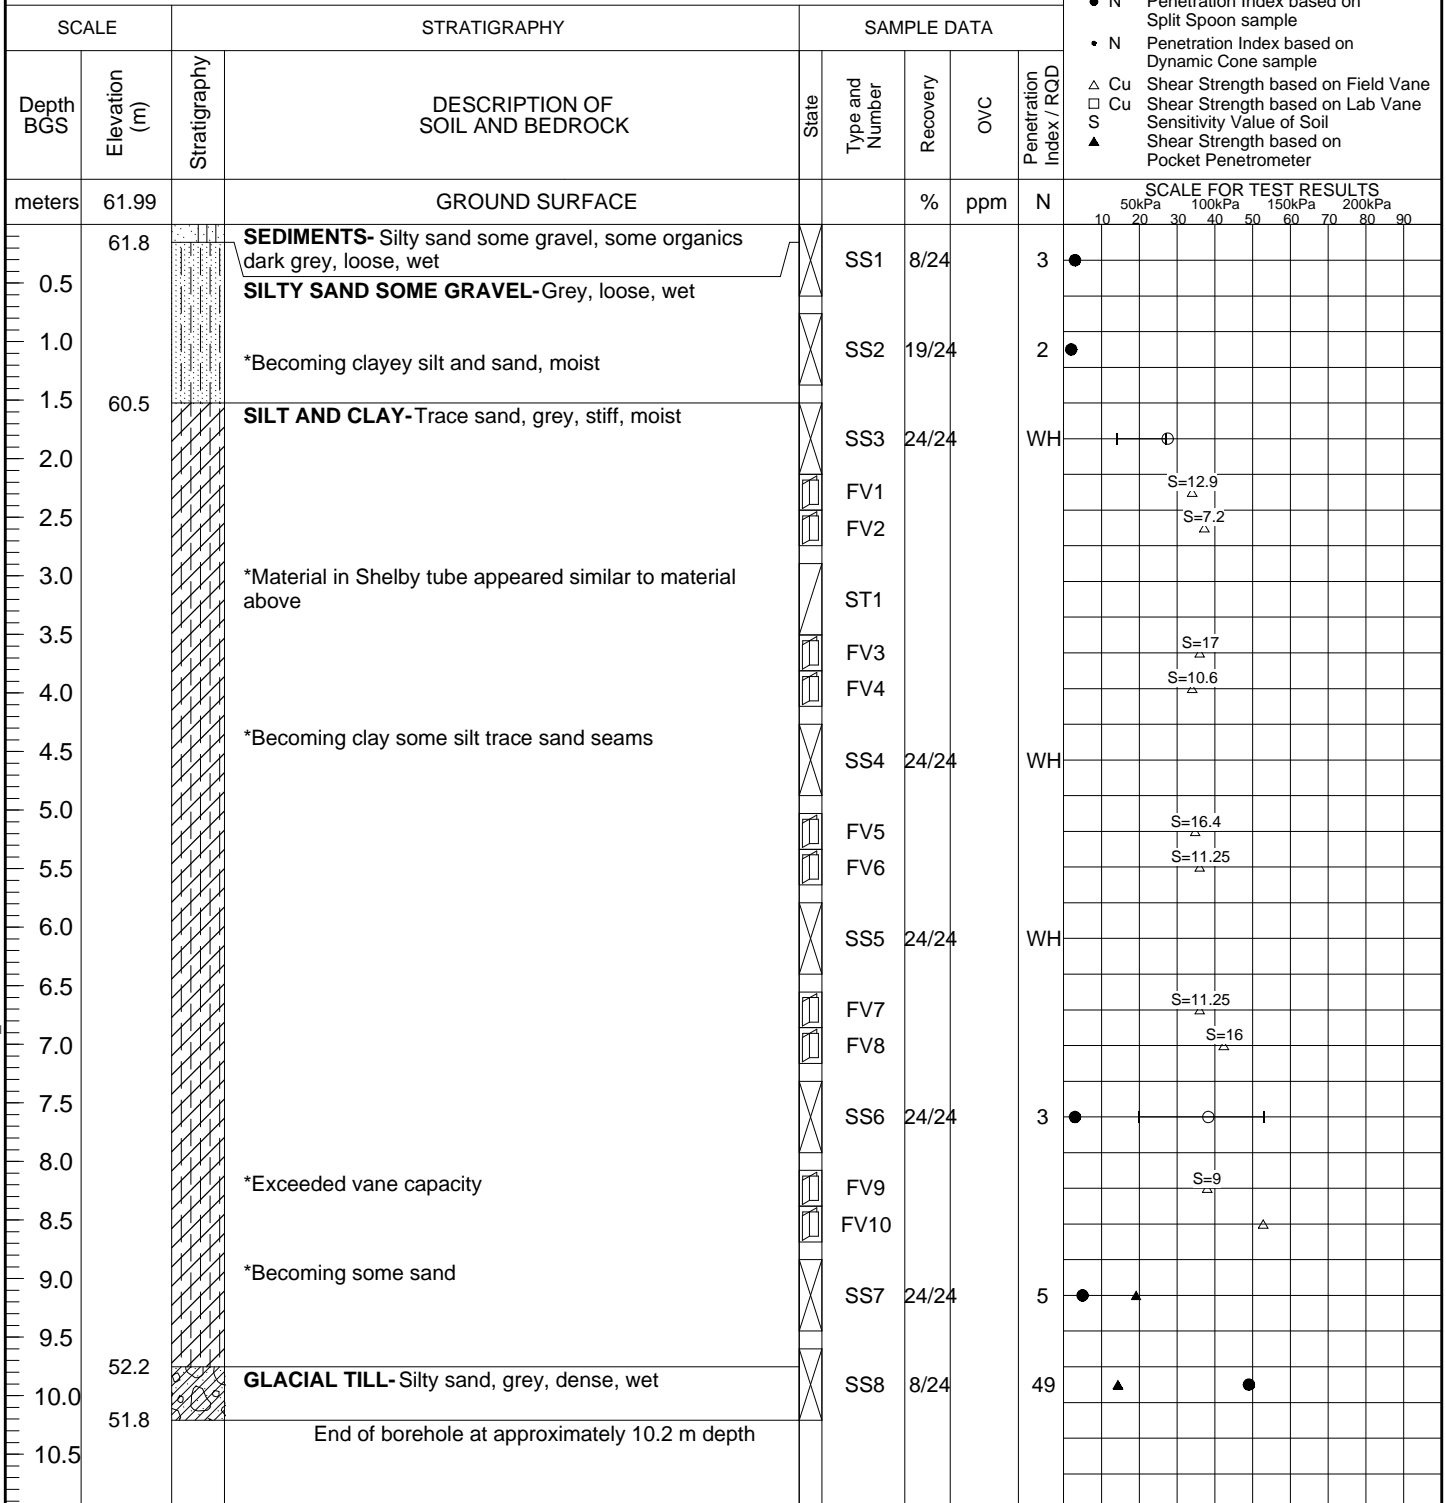 ● N Penetration Index based on
Split Spoon sample
• N Penetration Index based on
Dynamic Cone sample
△ Cu Shear Strength based on Field Vane
□ Cu Shear Strength based on Lab Vane
S Sensitivity Value of Soil
▲ Shear Strength based on
Pocket Penetrometer
SCALE STRATIGRAPHY SAMPLE DATA
Depth
BGS
Elevation
(m)
Stratigraphy
DESCRIPTION OF
SOIL AND BEDROCK
State
Type and
Number
Recovery
OVC
Penetration
Index / RQD
meters 61.99 GROUND SURFACE % ppm N
SCALE FOR TEST RESULTS
50kPa 100kPa 150kPa 200kPa
10 20 30 40 50 60 70 80 90
61.8 SEDIMENTS- Silty sand some gravel, some organics
dark grey, loose, wet
SS1 8/24 3
0.5 SILTY SAND SOME GRAVEL-Grey, loose, wet
1.0 SS2 19/24 2
*Becoming clayey silt and sand, moist
1.5 60.5
SILT AND CLAY-Trace sand, grey, stiff, moist
SS3 24/24 WH
2.0
FV1 S=12.9
2.5 FV2 S=7.2
3.0 *Material in Shelby tube appeared similar to material
above
ST1
3.5
FV3 S=17
4.0 FV4 S=10.6
*Becoming clay some silt trace sand seams
4.5 SS4 24/24 WH
5.0
FV5 S=16.4
5.5 FV6 S=11.25
6.0 SS5 24/24 WH
6.5
FV7 S=11.25
7.0 FV8 S=16
7.5 SS6 24/24 3
8.0
*Exceeded vane capacity FV9 S=9
8.5 FV10
9.0 *Becoming some sand
SS7 24/24 5
9.5
52.2
GLACIAL TILL-Silty sand, grey, dense, wet
SS8 8/24 49
10.0
51.8
End of borehole at approximately 10.2 m depth
10.5